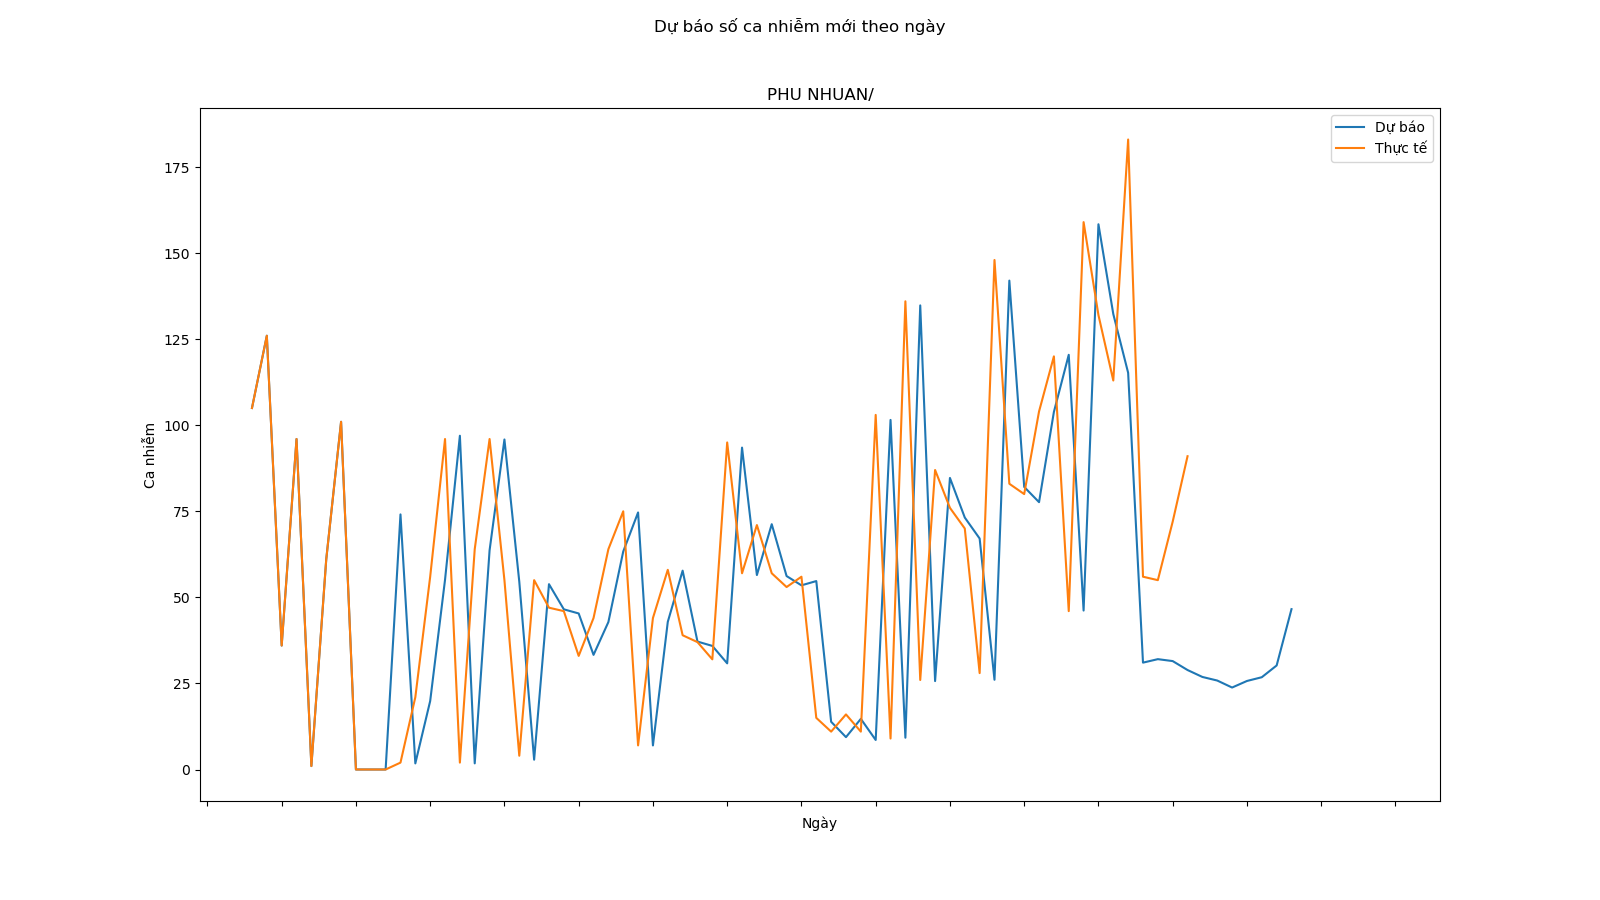 Dự báo số ca nhiễm mới theo ngày
PHU NHUAN/
Dự báo
Thực tế
175
150
125
100
75
50
25
0
Ca nhiễm
Ngày